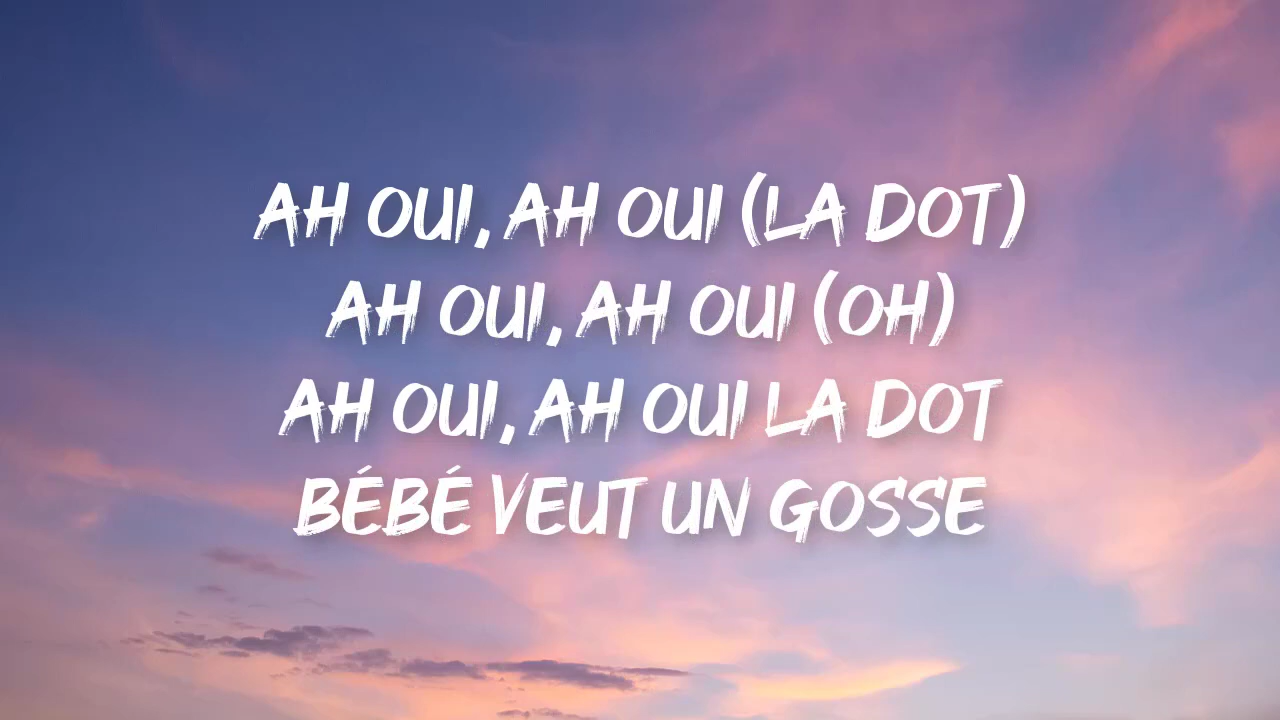 AH OUI, AH OUI (LA DOT)
AH OUI, AH OUI (OH)
AH OUI, AH OUI LA DOT
BÉBÉ VEUT UN GOSSE